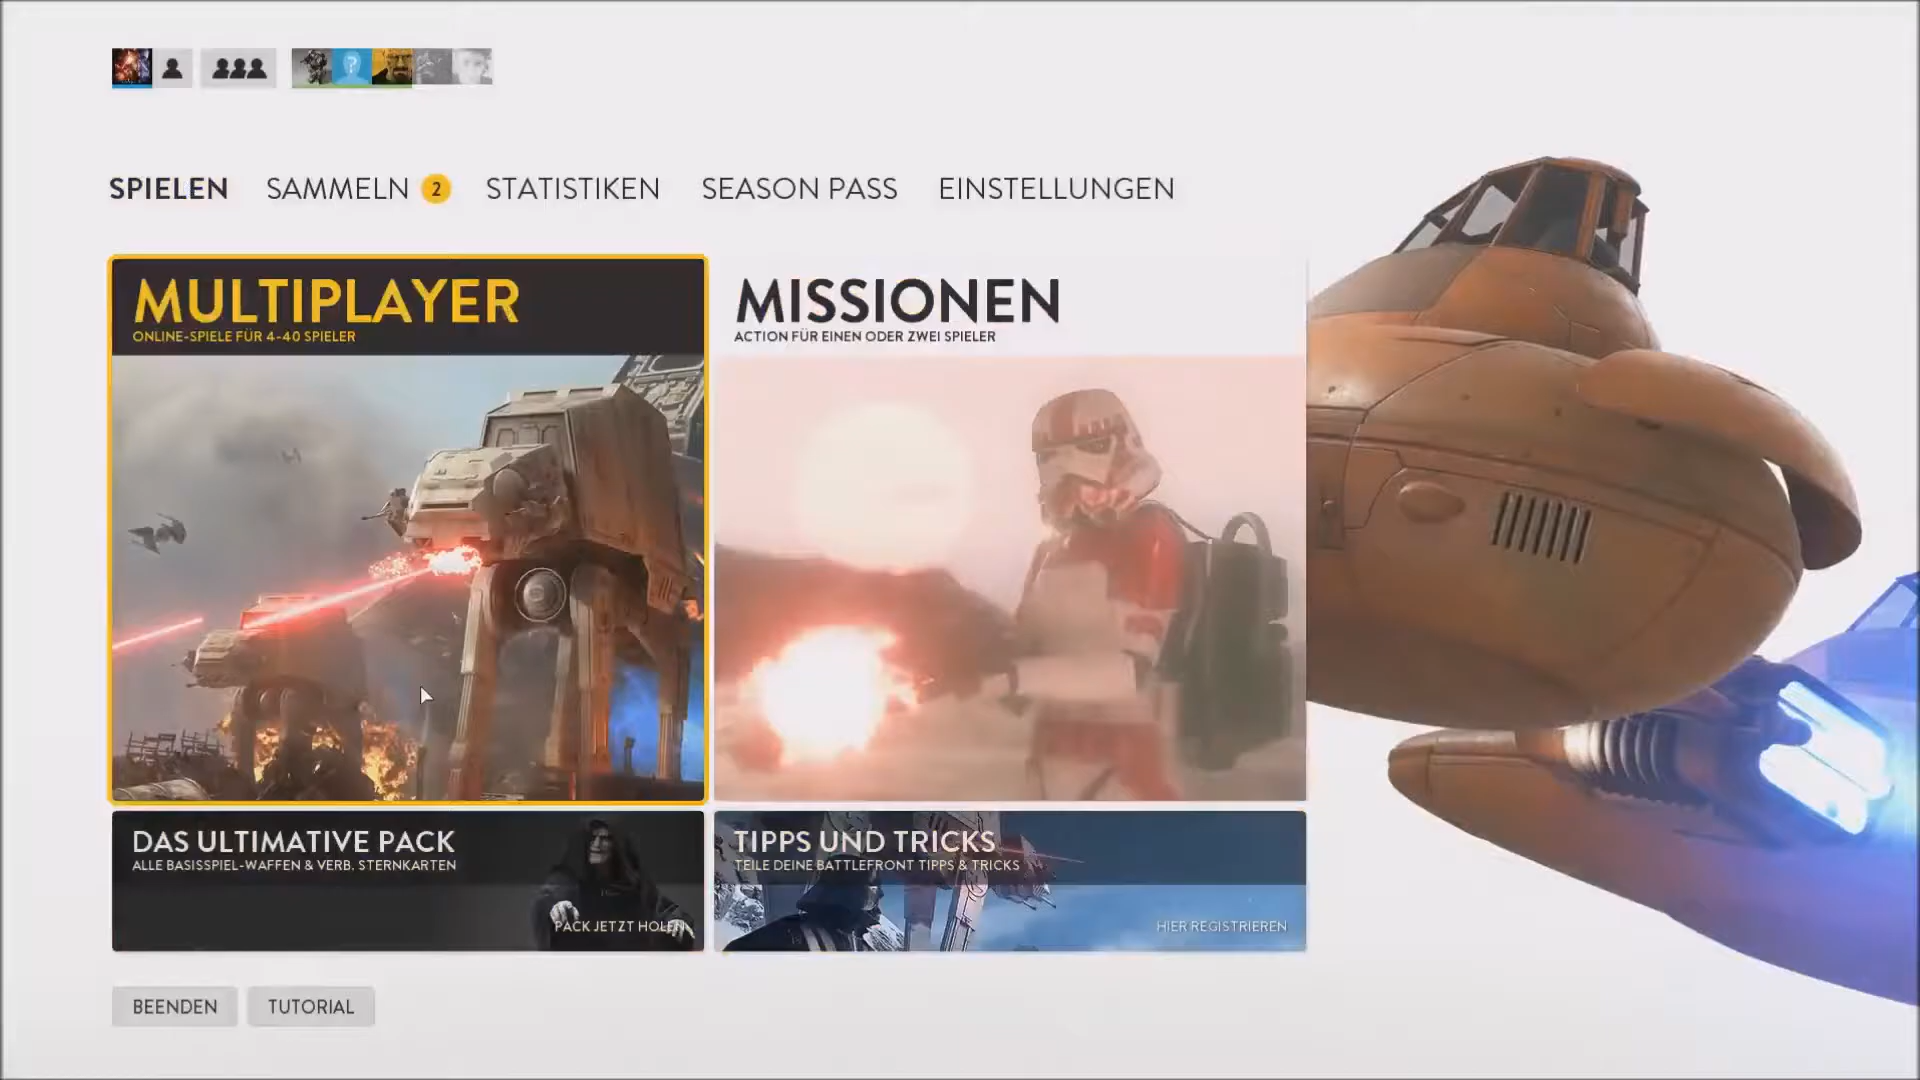 SPIELEN SAMMELN 2 STATISTIKEN SEASON PASS EINSTELLUNGEN
MULTIPLAYER
ONLINE-SPIELE FÜR 4-40 SPIELER
MISSIONEN
ACTION FÜR EINEN ODER ZWEI SPIELER
DAS ULTIMATIVE PACK
ALLE BASISSPIEL-WAFFEN & VERB. STERNKARTEN
PACK JETZT HOLEN
TIPPS UND TRICKS
TEILE DEINE BATTLEFRONT TIPPS & TRICKS
HIER REGISTRIEREN
BEENDEN TUTORIAL